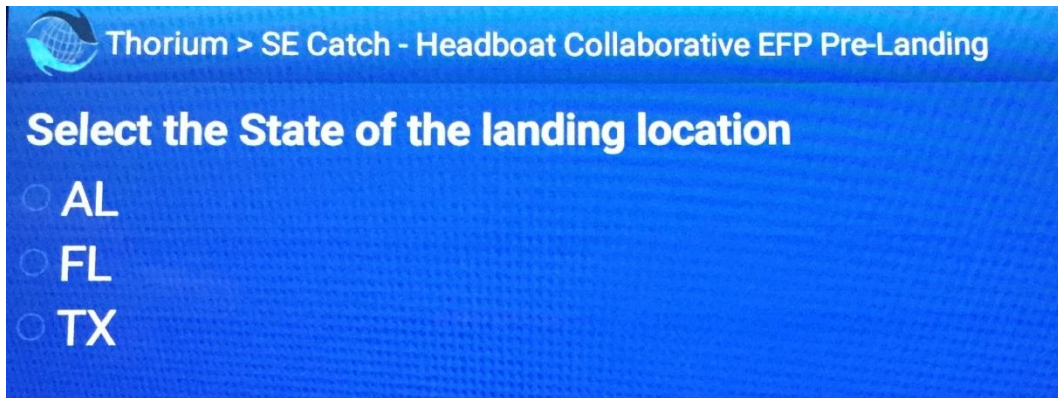 Thorium > SE Catch - Headboat Collaborative EFP Pre-Landing
Select the State of the landing location
AL
FL
TX